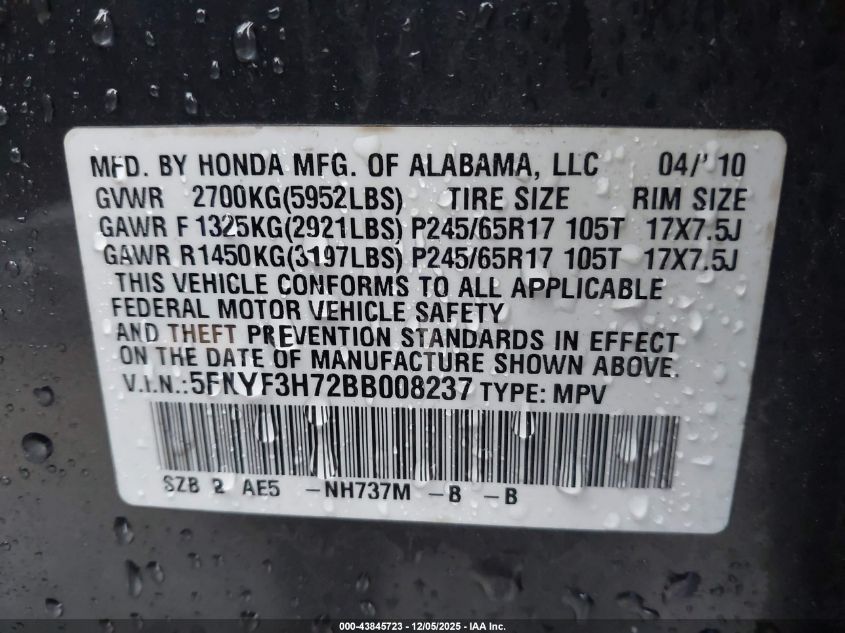 MFD. BY HONDA MFG. OF ALABAMA, LLC 04/'10
GVWR 2700KG(5952LBS) TIRE SIZE RIM SIZE
GAWR F 1325KG(2921LBS) P245/65R17 105T 17X7.5J
GAWR R1450KG(3197LBS) P245/65R17 105T 17X7.5J
THIS VEHICLE CONFORMS TO ALL APPLICABLE
FEDERAL MOTOR VEHICLE SAFETY
AND THEFT PREVENTION STANDARDS IN EFFECT
ON THE DATE OF MANUFACTURE SHOWN ABOVE.
V.I.N.:5FNYF3H72BB008237 TYPE: MPV
SZB 2 AE5 -NH737M -B -B
000-43845723 - 12/05/2025 - IAA Inc.